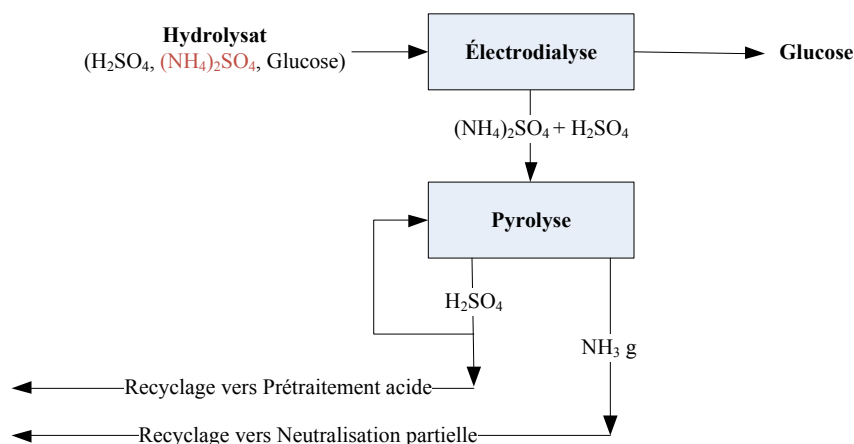 Hydrolysat
(H₂SO₄, (NH₄)₂SO₄, Glucose)
Électrodialyse
Glucose
(NH₄)₂SO₄ + H₂SO₄
Pyrolyse
H₂SO₄
NH₃ g
Recyclage vers Prétraitement acide
Recyclage vers Neutralisation partielle